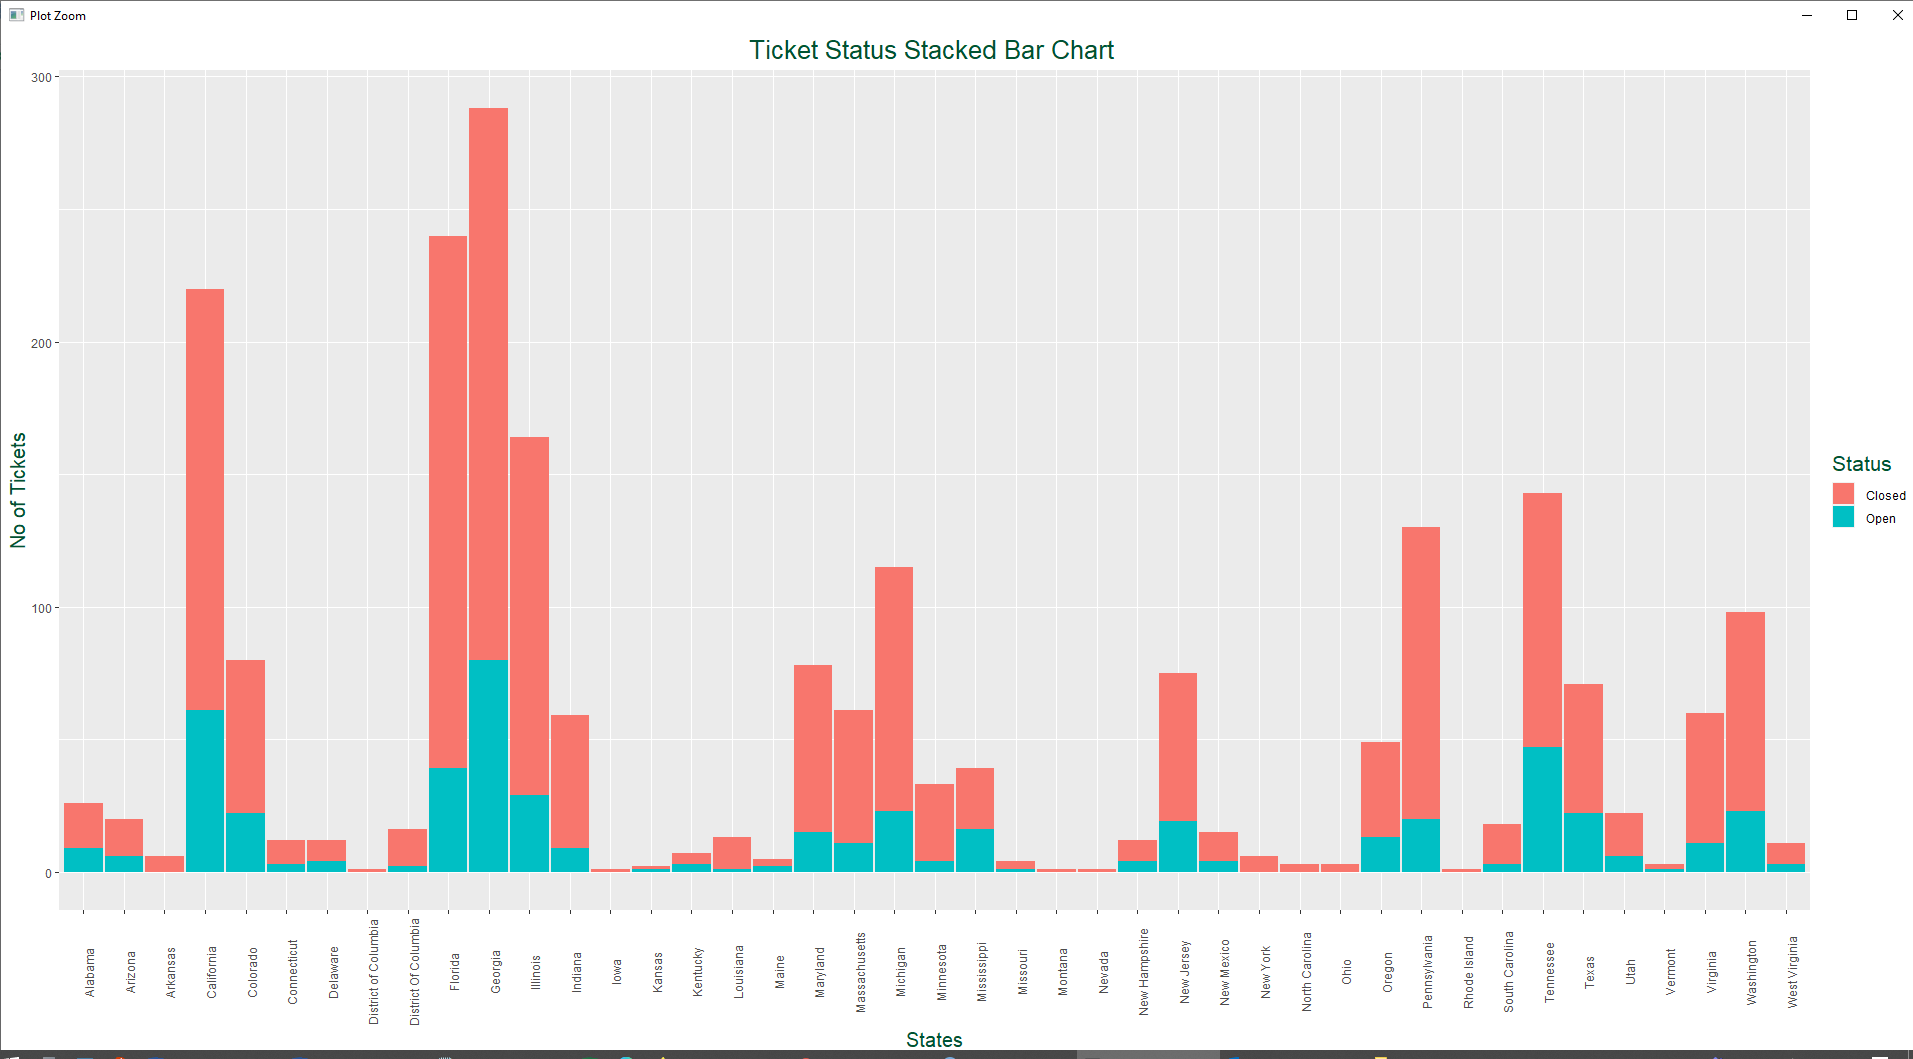 Plot Zoom
Ticket Status Stacked Bar Chart
No of Tickets
300
200
100
0
Status
Closed
Open
Alabama
Arizona
Arkansas
California
Colorado
Connecticut
Delaware
District of Columbia
District Of Columbia
Florida
Georgia
Illinois
Indiana
Iowa
Kansas
Kentucky
Louisiana
Maine
Maryland
Massachusetts
Michigan
Minnesota
Mississippi
Missouri
Montana
Nevada
New Hampshire
New Jersey
New Mexico
New York
North Carolina
Ohio
Oregon
Pennsylvania
Rhode Island
South Carolina
Tennessee
Texas
Utah
Vermont
Virginia
Washington
West Virginia
States